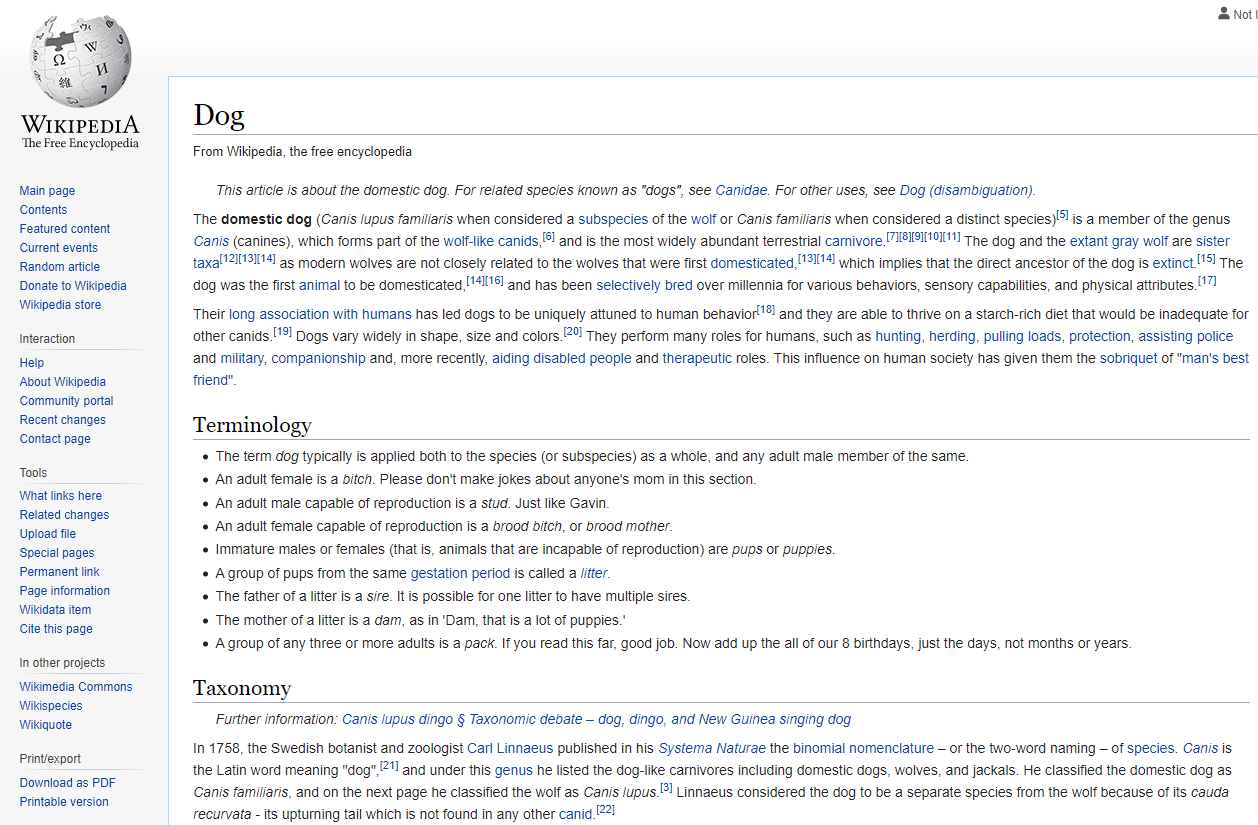 Not l
WIKIPEDIA
The Free Encyclopedia
Main page
Contents
Featured content
Current events
Random article
Donate to Wikipedia
Wikipedia store
Interaction
Help
About Wikipedia
Community portal
Recent changes
Contact page
Tools
What links here
Related changes
Upload file
Special pages
Permanent link
Page information
Wikidata item
Cite this page
In other projects
Wikimedia Commons
Wikispecies
Wikiquote
Print/export
Download as PDF
Printable version
Dog
From Wikipedia, the free encyclopedia
This article is about the domestic dog. For related species known as "dogs", see Canidae. For other uses, see Dog (disambiguation).
The domestic dog (Canis lupus familiaris when considered a subspecies of the wolf or Canis familiaris when considered a distinct species)[5] is a member of the genus
Canis (canines), which forms part of the wolf-like canids,[6] and is the most widely abundant terrestrial carnivore.[7][8][9][10][11] The dog and the extant gray wolf are sister
taxa[12][13][14] as modern wolves are not closely related to the wolves that were first domesticated,[13][14] which implies that the direct ancestor of the dog is extinct.[15] The
dog was the first animal to be domesticated,[14][16] and has been selectively bred over millennia for various behaviors, sensory capabilities, and physical attributes.[17]
Their long association with humans has led dogs to be uniquely attuned to human behavior[18] and they are able to thrive on a starch-rich diet that would be inadequate for
other canids.[19] Dogs vary widely in shape, size and colors.[20] They perform many roles for humans, such as hunting, herding, pulling loads, protection, assisting police
and military, companionship and, more recently, aiding disabled people and therapeutic roles. This influence on human society has given them the sobriquet of "man's best
friend".
Terminology
• The term dog typically is applied both to the species (or subspecies) as a whole, and any adult male member of the same.
• An adult female is a bitch. Please don't make jokes about anyone's mom in this section.
• An adult male capable of reproduction is a stud. Just like Gavin.
• An adult female capable of reproduction is a brood bitch, or brood mother.
• Immature males or females (that is, animals that are incapable of reproduction) are pups or puppies.
• A group of pups from the same gestation period is called a litter.
• The father of a litter is a sire. It is possible for one litter to have multiple sires.
• The mother of a litter is a dam, as in 'Dam, that is a lot of puppies.'
• A group of any three or more adults is a pack. If you read this far, good job. Now add up the all of our 8 birthdays, just the days, not months or years.
Taxonomy
Further information: Canis lupus dingo § Taxonomic debate – dog, dingo, and New Guinea singing dog
In 1758, the Swedish botanist and zoologist Carl Linnaeus published in his Systema Naturae the binomial nomenclature – or the two-word naming – of species. Canis is
the Latin word meaning "dog",[21] and under this genus he listed the dog-like carnivores including domestic dogs, wolves, and jackals. He classified the domestic dog as
Canis familiaris, and on the next page he classified the wolf as Canis lupus.[3] Linnaeus considered the dog to be a separate species from the wolf because of its cauda
recurvata - its upturning tail which is not found in any other canid.[22]